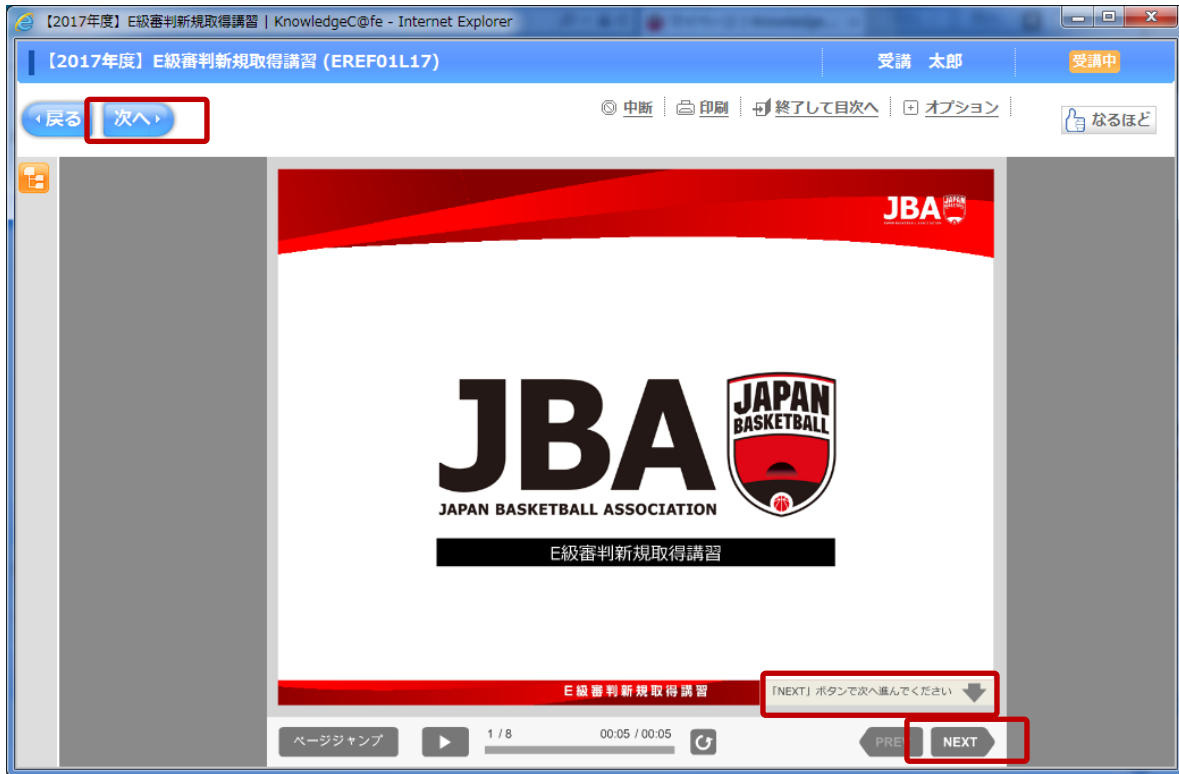 【2017年度】E級審判新規取得講習 | KnowledgeC@fe - Internet Explorer
【2017年度】E級審判新規取得講習 (EREF01L17)
受講 太郎
受講中
戻る
次へ
中断
印刷
終了して目次へ
オプション
なるほど
JBA
JBA
JAPAN BASKETBALL
JAPAN BASKETBALL ASSOCIATION
E級審判新規取得講習
E級審判新規取得講習
「NEXT」ボタンで次へ進んでください
ページジャンプ
1 / 8
00:05 / 00:05
PREV
NEXT